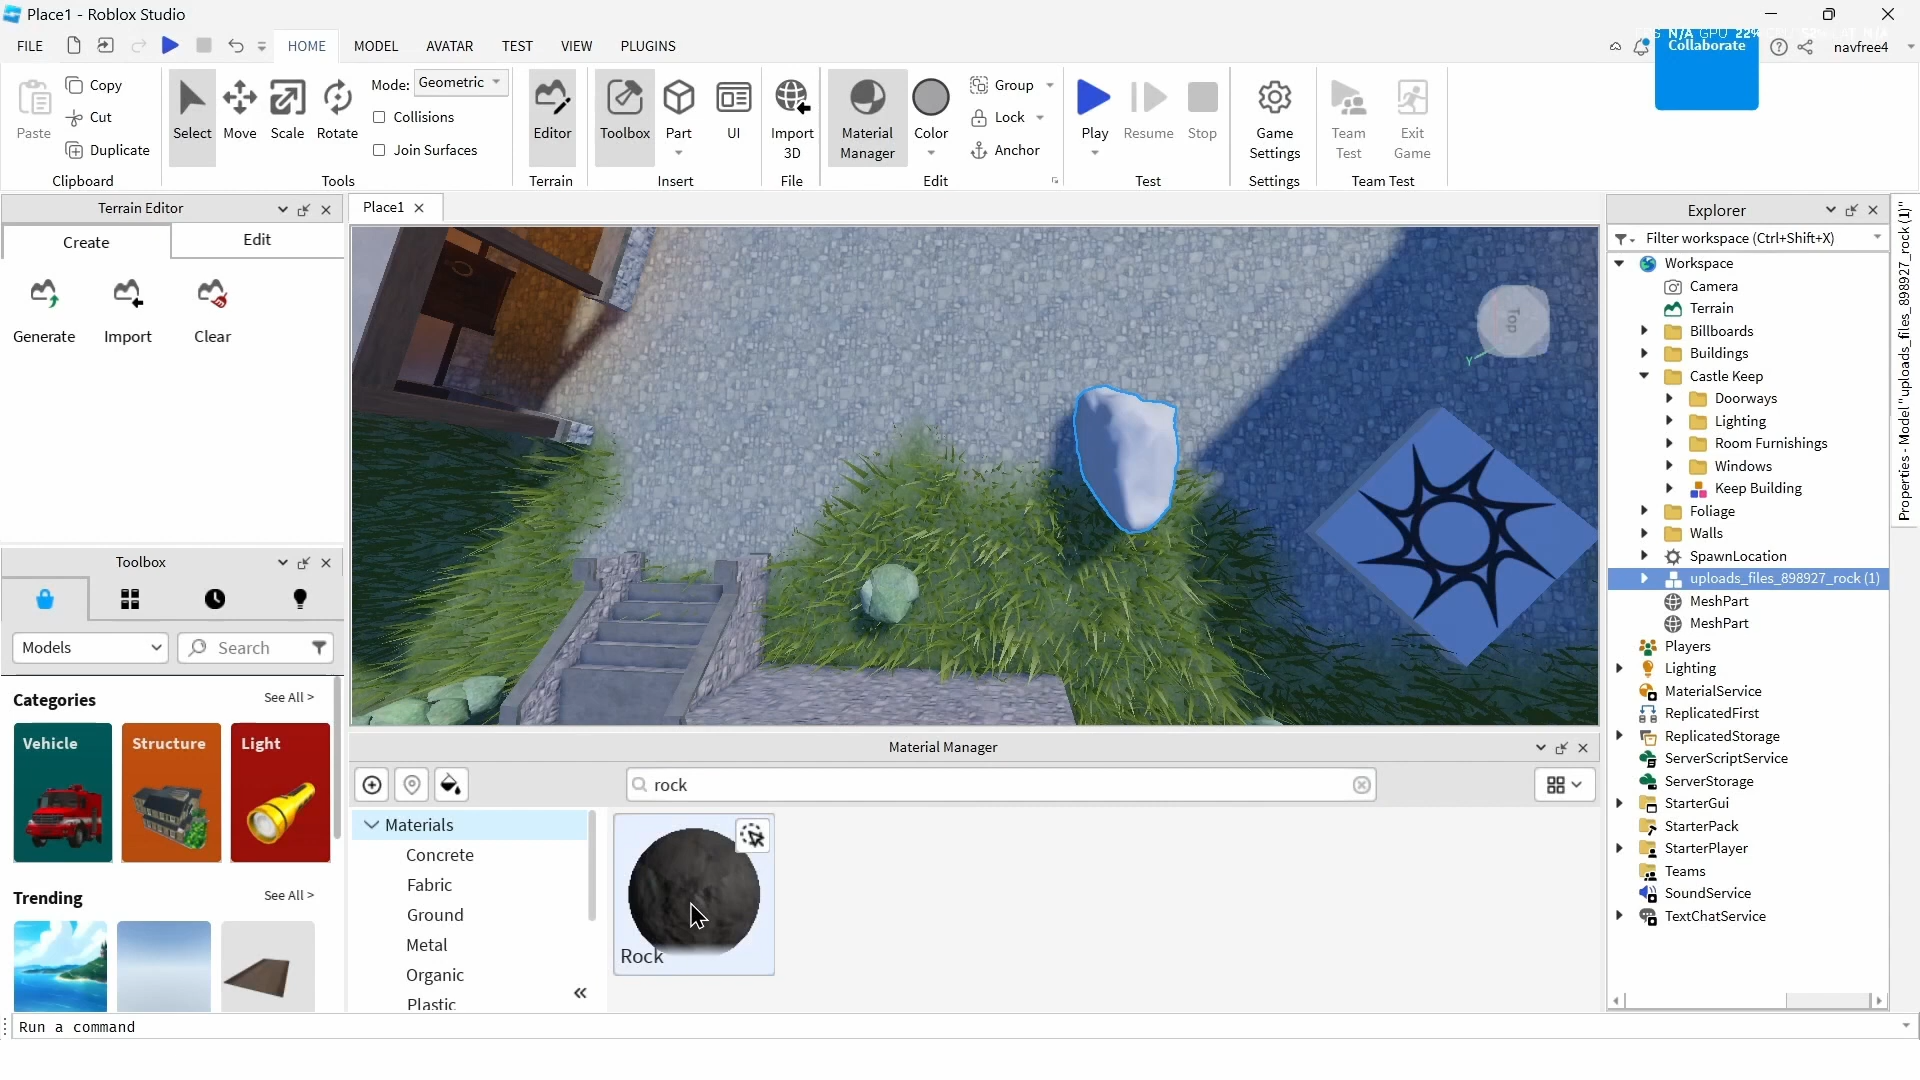 Place1 - Roblox Studio
N/A GPU 22%
FILE
HOME
MODEL
AVATAR
TEST
VIEW
PLUGINS
Collaborate
navfree4
Paste
Copy
Cut
Duplicate
Clipboard
Select
Move
Scale
Rotate
Mode: Geometric
Collisions
Join Surfaces
Tools
Editor
Terrain
Toolbox
Part
UI
Insert
Import
3D
File
Material
Manager
Color
Group
Lock
Anchor
Edit
Play
Resume
Stop
Test
Game
Settings
Settings
Team
Test
Exit
Game
Team Test
Terrain Editor
Create
Edit
Generate
Import
Clear
Toolbox
Models
Search
Categories
See All >
Vehicle
Structure
Light
Trending
See All >
Place1
Top
Y
Material Manager
rock
Materials
Concrete
Fabric
Ground
Metal
Organic
Plastic
Rock
Explorer
Filter workspace (Ctrl+Shift+X)
Workspace
Camera
Terrain
Billboards
Buildings
Castle Keep
Doorways
Lighting
Room Furnishings
Windows
Keep Building
Foliage
Walls
SpawnLocation
uploads_files_898927_rock (1)
MeshPart
MeshPart
Players
Lighting
MaterialService
ReplicatedFirst
ReplicatedStorage
ServerScriptService
ServerStorage
StarterGui
StarterPack
StarterPlayer
Teams
SoundService
TextChatService
Properties - Model "uploads_files_898927_rock (1)"
Run a command